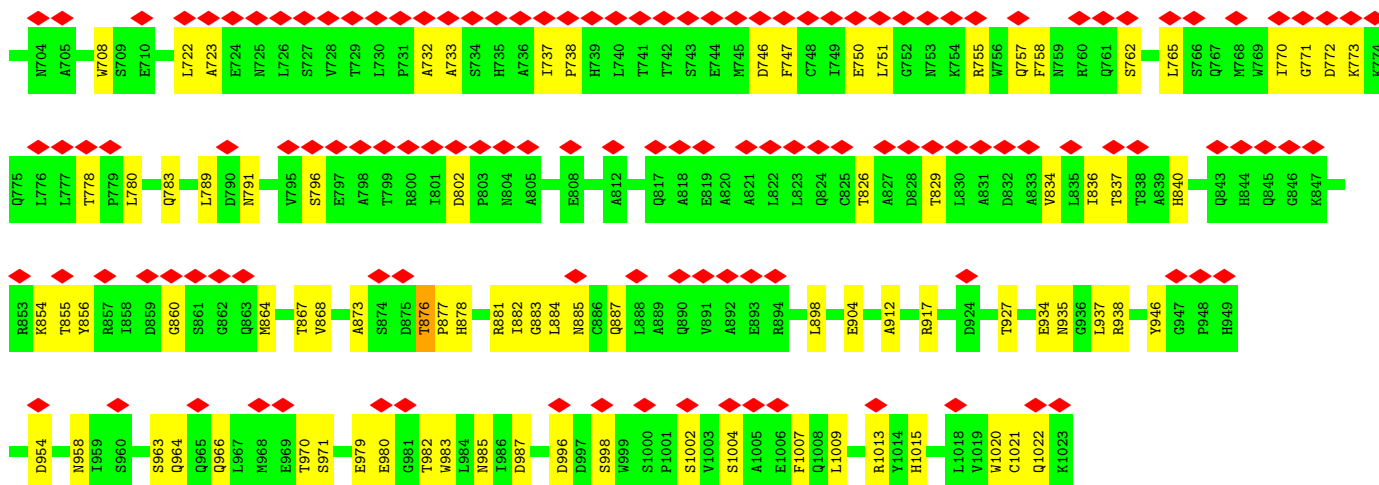 N704 A705 W708 S709 E710 L722 A723 E724 N725 L726 S727 V728 T729 L730 P731 A732 A733 S734 H735 A736 I737 P738 H739 L740 T741 T742 S743 E744 M745 D746 F747 C748 I749 E750 L751 G752 N753 K754 R755 W756 Q757 F758 N759 R760 Q761 S762 L765 S766 Q767 M768 W769 I770 G771 D772 K773 K774
Q775 L776 L777 T778 P779 L780 Q783 L789 D790 N791 V795 S796 E797 A798 T799 R800 I801 D802 P803 N804 A805 E808 A812 Q817 A818 E819 A820 A821 L822 L823 Q824 C825 T826 A827 D828 T829 L830 A831 D832 A833 V834 L835 I836 T837 T838 A839 H840 Q843 H844 Q845 G846 K847
R853 K854 T855 Y856 R857 I858 D859 G860 S861 G862 Q863 M864 T867 V868 A873 S874 D875 T876 P877 H878 R881 I882 G883 L884 N885 C886 Q887 L888 A889 Q890 V891 A892 E893 R894 L898 E904 A912 R917 D924 T927 E934 N935 G936 L937 R938 Y946 G947 P948 H949
D954 N958 I959 S960 S963 Q964 Q965 Q966 L967 M968 E969 T970 S971 E979 E980 G981 T982 W983 L984 N985 I986 D987 D996 D997 S998 W999 S1000 P1001 S1002 V1003 S1004 A1005 E1006 F1007 Q1008 L1009 R1013 Y1014 H1015 L1018 V1019 W1020 C1021 Q1022 K1023